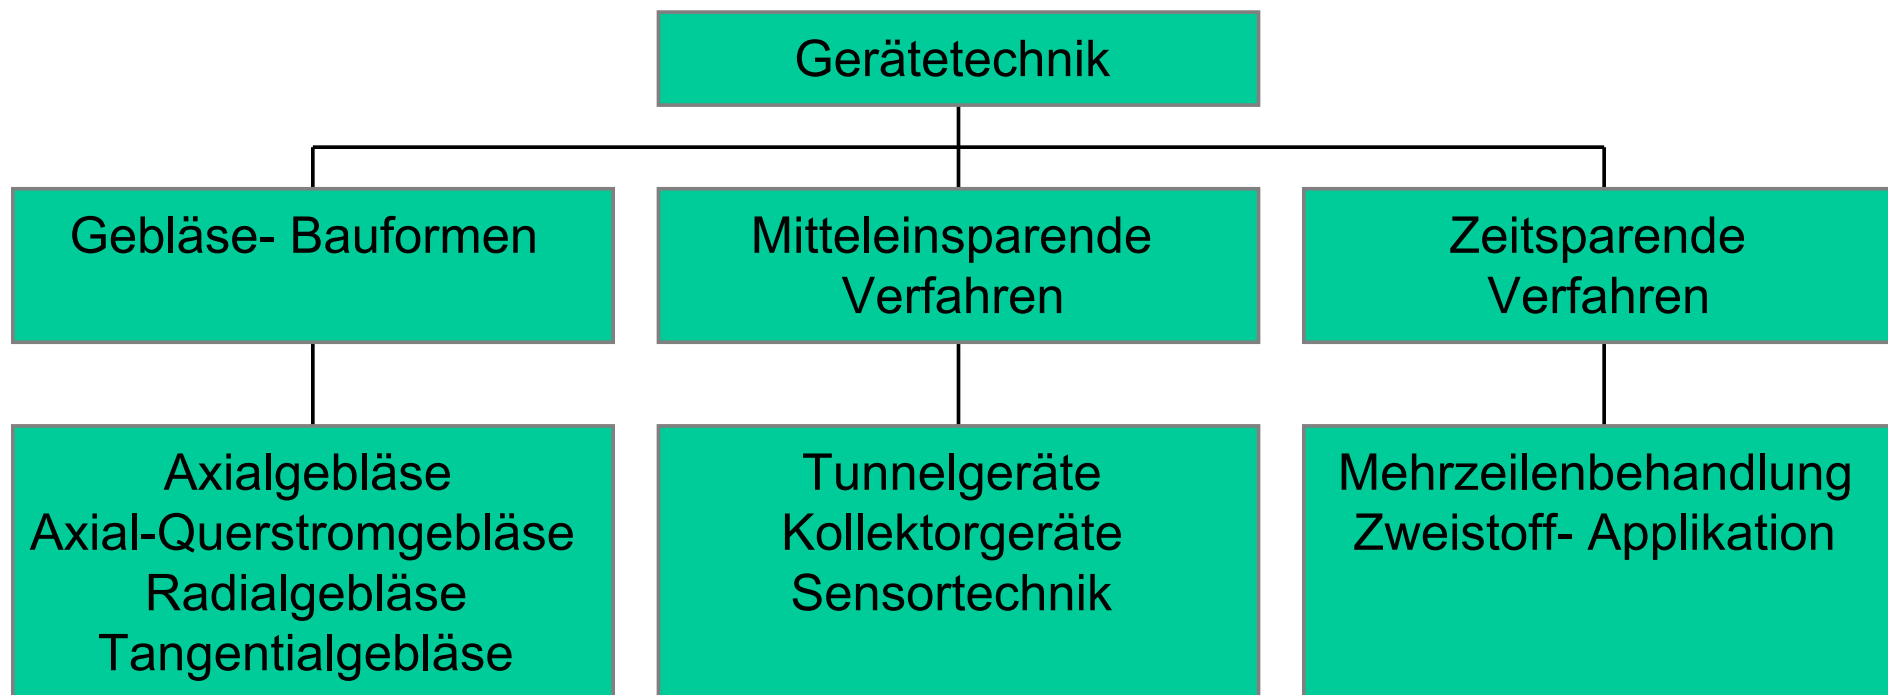 Gerätetechnik
Gebläse- Bauformen
Mitteleinsparende
Verfahren
Zeitsparende
Verfahren
Axialgebläse
Axial-Querstromgebläse
Radialgebläse
Tangentialgebläse
Tunnelgeräte
Kollektorgeräte
Sensortechnik
Mehrzeilenbehandlung
Zweistoff- Applikation